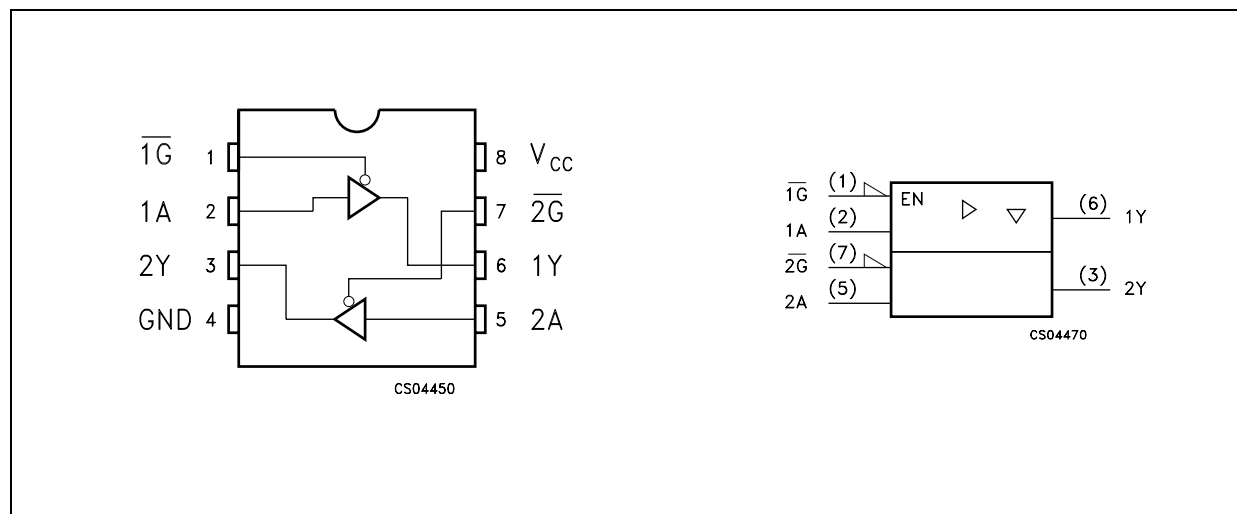 1G 1 8 VCC
1A 2 7 2G
2Y 3 6 1Y
GND 4 5 2A
CS04450
1G (1) EN (6) 1Y
1A (2)
2G (7) (3) 2Y
2A (5)
CS04470